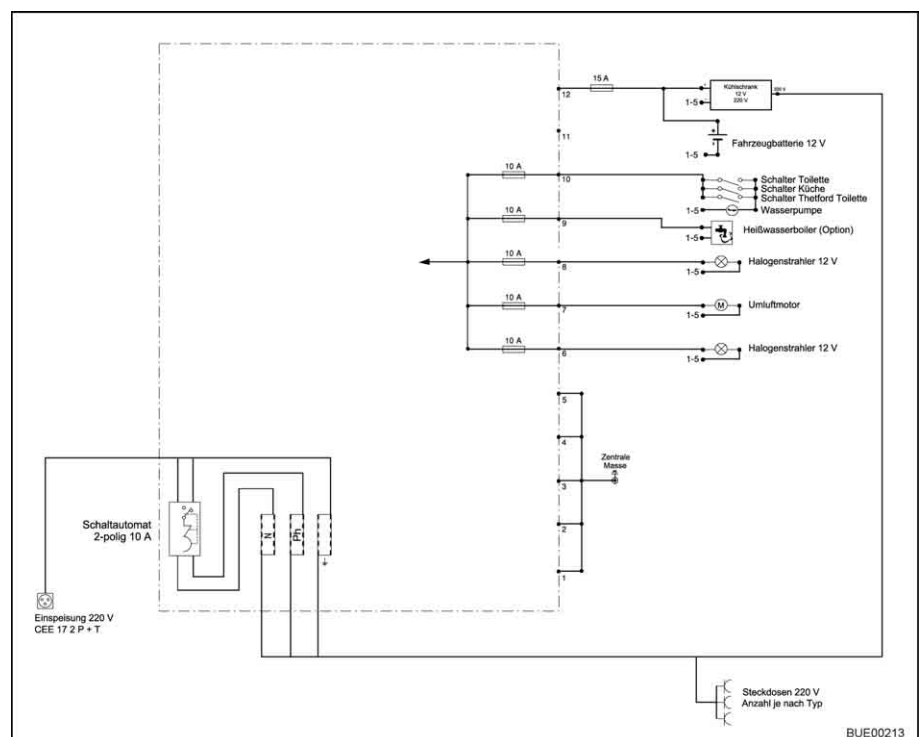 15 A
12
Kühlschrank
12 V
220 V
220 V
1-5
11
Fahrzeugbatterie 12 V
1-5
10 A
10
Schalter Toilette
Schalter Küche
Schalter Thetford Toilette
1-5
Wasserpumpe
10 A
9
Heißwasserboiler (Option)
1-5
10 A
8
Halogenstrahler 12 V
1-5
10 A
7
M
Umluftmotor
1-5
10 A
6
Halogenstrahler 12 V
1-5
5
4
Zentrale
Masse
3
2
1
Schaltautomat
2-polig 10 A
N
Ph
Einspeisung 220 V
CEE 17 2 P + T
Steckdosen 220 V
Anzahl je nach Typ
BUE00213